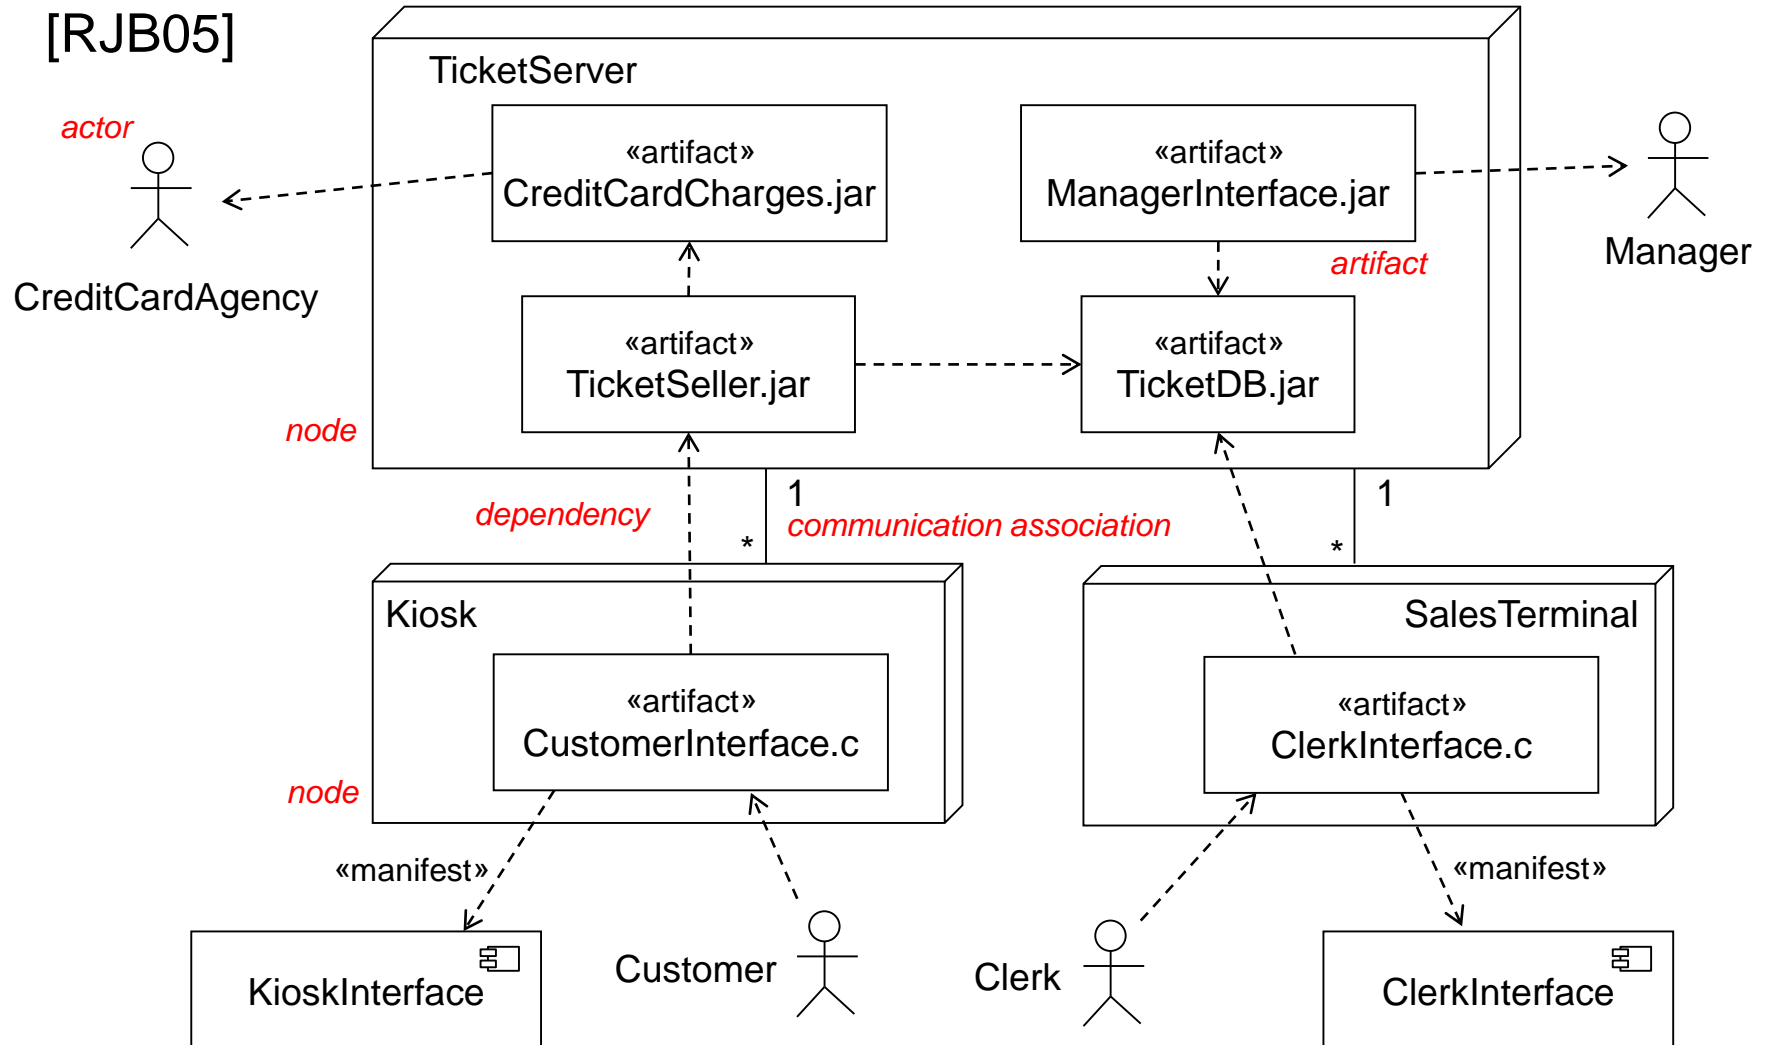 [RJB05]
TicketServer
actor
«artifact»
CreditCardCharges.jar
«artifact»
ManagerInterface.jar
CreditCardAgency
Manager
artifact
«artifact»
TicketSeller.jar
«artifact»
TicketDB.jar
node
dependency
1
communication association
*
1
*
Kiosk
«artifact»
CustomerInterface.c
SalesTerminal
«artifact»
ClerkInterface.c
node
«manifest»
«manifest»
KioskInterface
Customer
Clerk
ClerkInterface